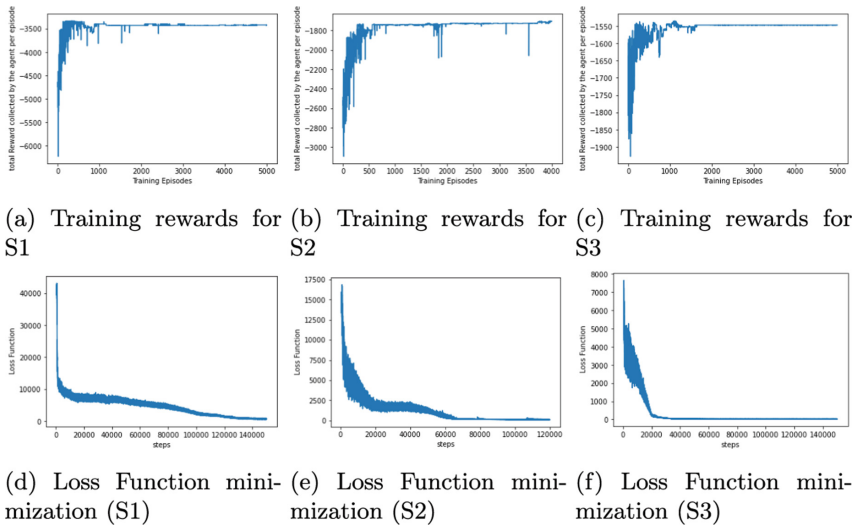 total Reward collected by the agent per episode
−3500
−4000
−4500
−5000
−5500
−6000
0 1000 2000 3000 4000 5000
Training Episodes
total Reward collected by the agent per episode
−1800
−2000
−2200
−2400
−2600
−2800
−3000
0 500 1000 1500 2000 2500 3000 3500 4000
Training Episodes
total Reward collected by the agent per episode
−1550
−1600
−1650
−1700
−1750
−1800
−1850
−1900
0 1000 2000 3000 4000 5000
Training Episodes
(a) Training rewards for
S1
(b) Training rewards for
S2
(c) Training rewards for
S3
Loss Function
40000
30000
20000
10000
0
0 20000 40000 60000 80000 100000 120000 140000
steps
Loss Function
17500
15000
12500
10000
7500
5000
2500
0
0 20000 40000 60000 80000 100000 120000
steps
Loss Function
8000
7000
6000
5000
4000
3000
2000
1000
0
0 20000 40000 60000 80000 100000 120000 140000
steps
(d) Loss Function mini-
mization (S1)
(e) Loss Function mini-
mization (S2)
(f) Loss Function mini-
mization (S3)